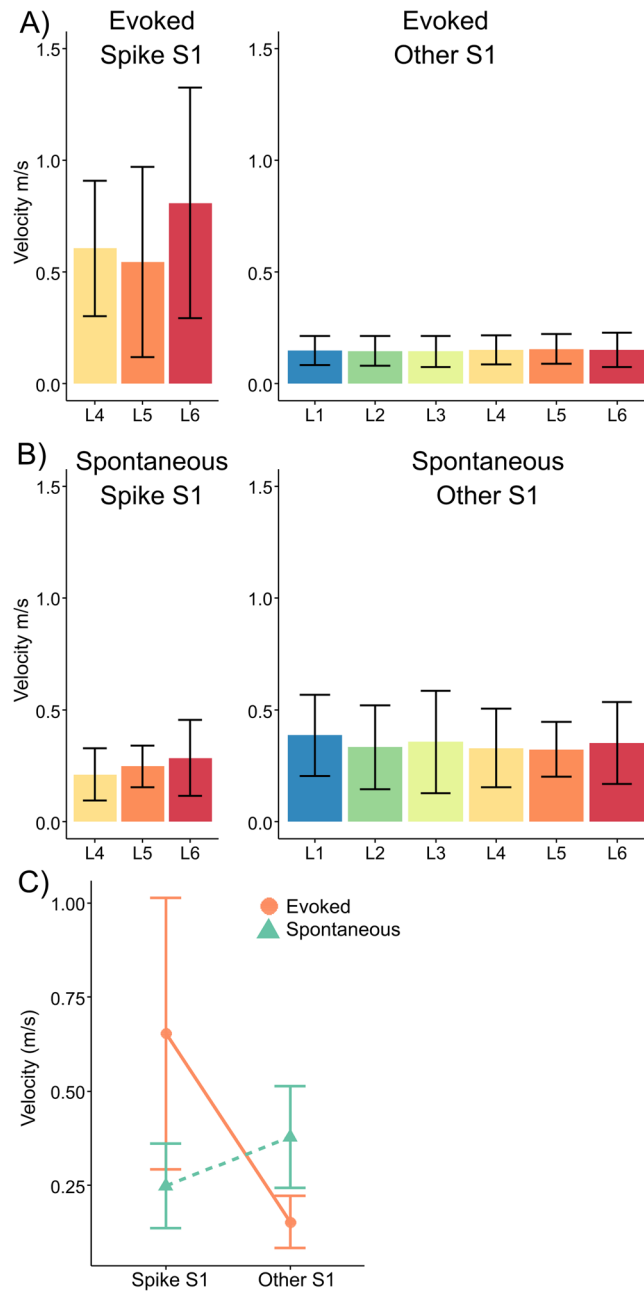 A)
Evoked
Spike S1
Evoked
Other S1
Velocity m/s
1.5
1.0
0.5
0.0
L4 L5 L6
L1 L2 L3 L4 L5 L6
B)
Spontaneous
Spike S1
Spontaneous
Other S1
Velocity m/s
1.5
1.0
0.5
0.0
L4 L5 L6
L1 L2 L3 L4 L5 L6
C)
Evoked
Spontaneous
Velocity (m/s)
1.00
0.75
0.50
0.25
Spike S1 Other S1